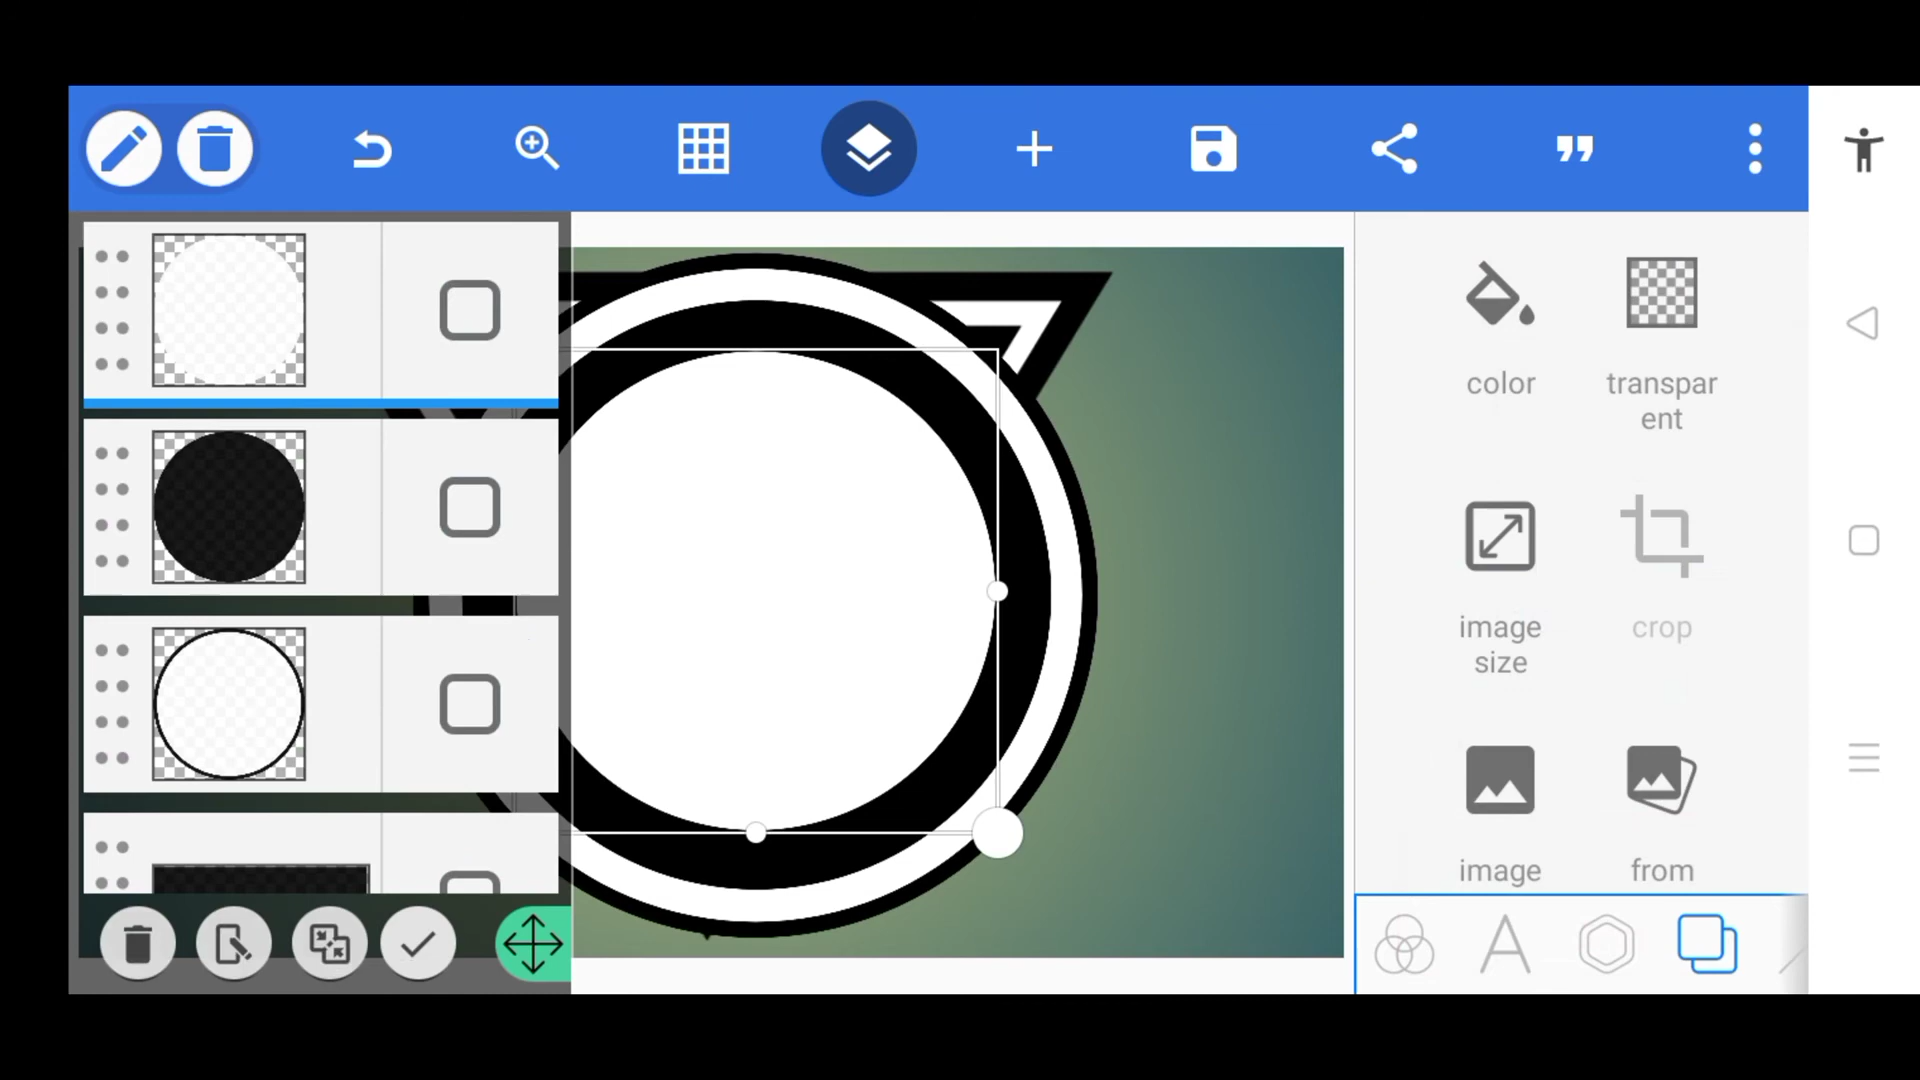 color
transpar
ent
image
size
crop
image
from